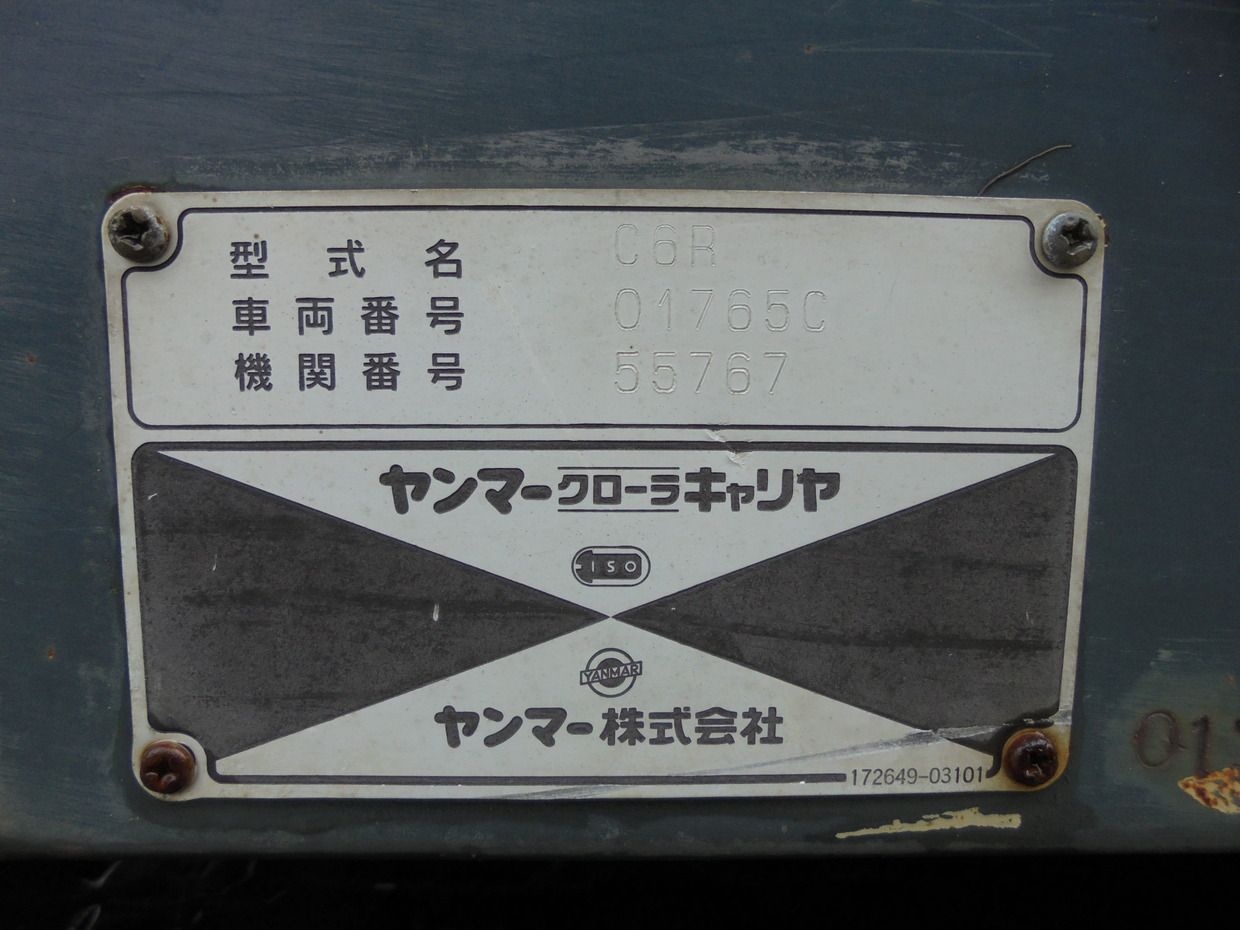 型式名 C6R
車両番号 01765C
機関番号 55767
ヤンマークローラキャリヤ
ISO
YANMAR
ヤンマー株式会社
172649-03101
01